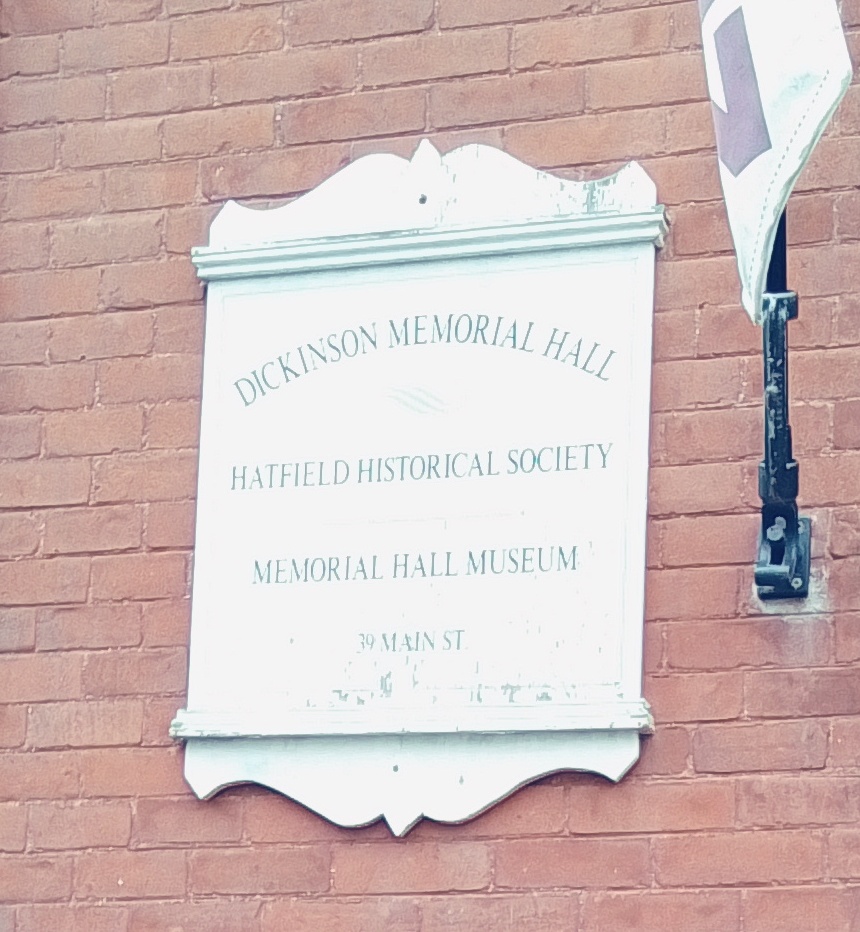 DICKINSON MEMORIAL HALL
HATFIELD HISTORICAL SOCIETY
MEMORIAL HALL MUSEUM
39 MAIN ST.